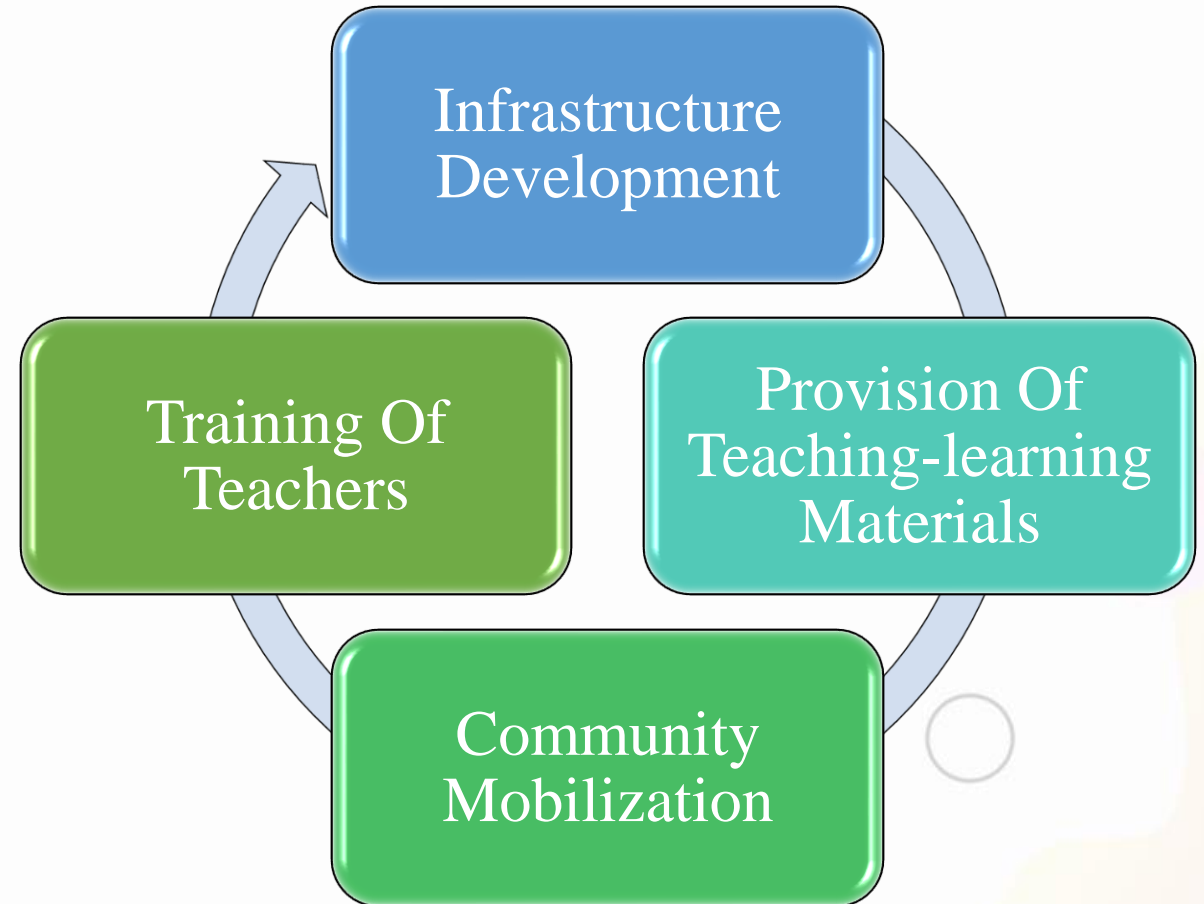 Infrastructure
Development
Provision Of
Teaching-learning
Materials
Community
Mobilization
Training Of
Teachers